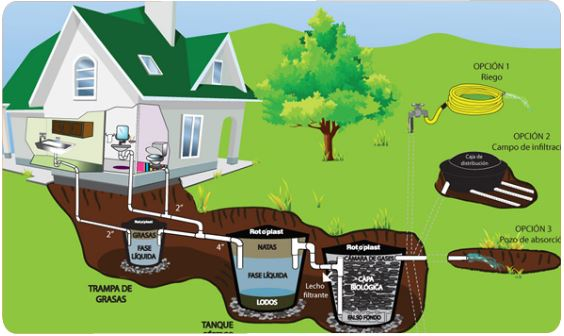 OPCIÓN 1
Riego
OPCIÓN 2
Campo de infiltrac
Caja de
distribución
OPCIÓN 3
Pozo de absorció
2"
2"
4"
Rotoplast
GRASAS
FASE
LÍQUIDA
TRAMPA DE
GRASAS
Rotoplast
NATAS
FASE LÍQUIDA
LODOS
TANQUE
Lecho
filtrante
Rotoplast
CÁMARA DE GASES
CAPA
BIOLÓGICA
FALSO FONDO